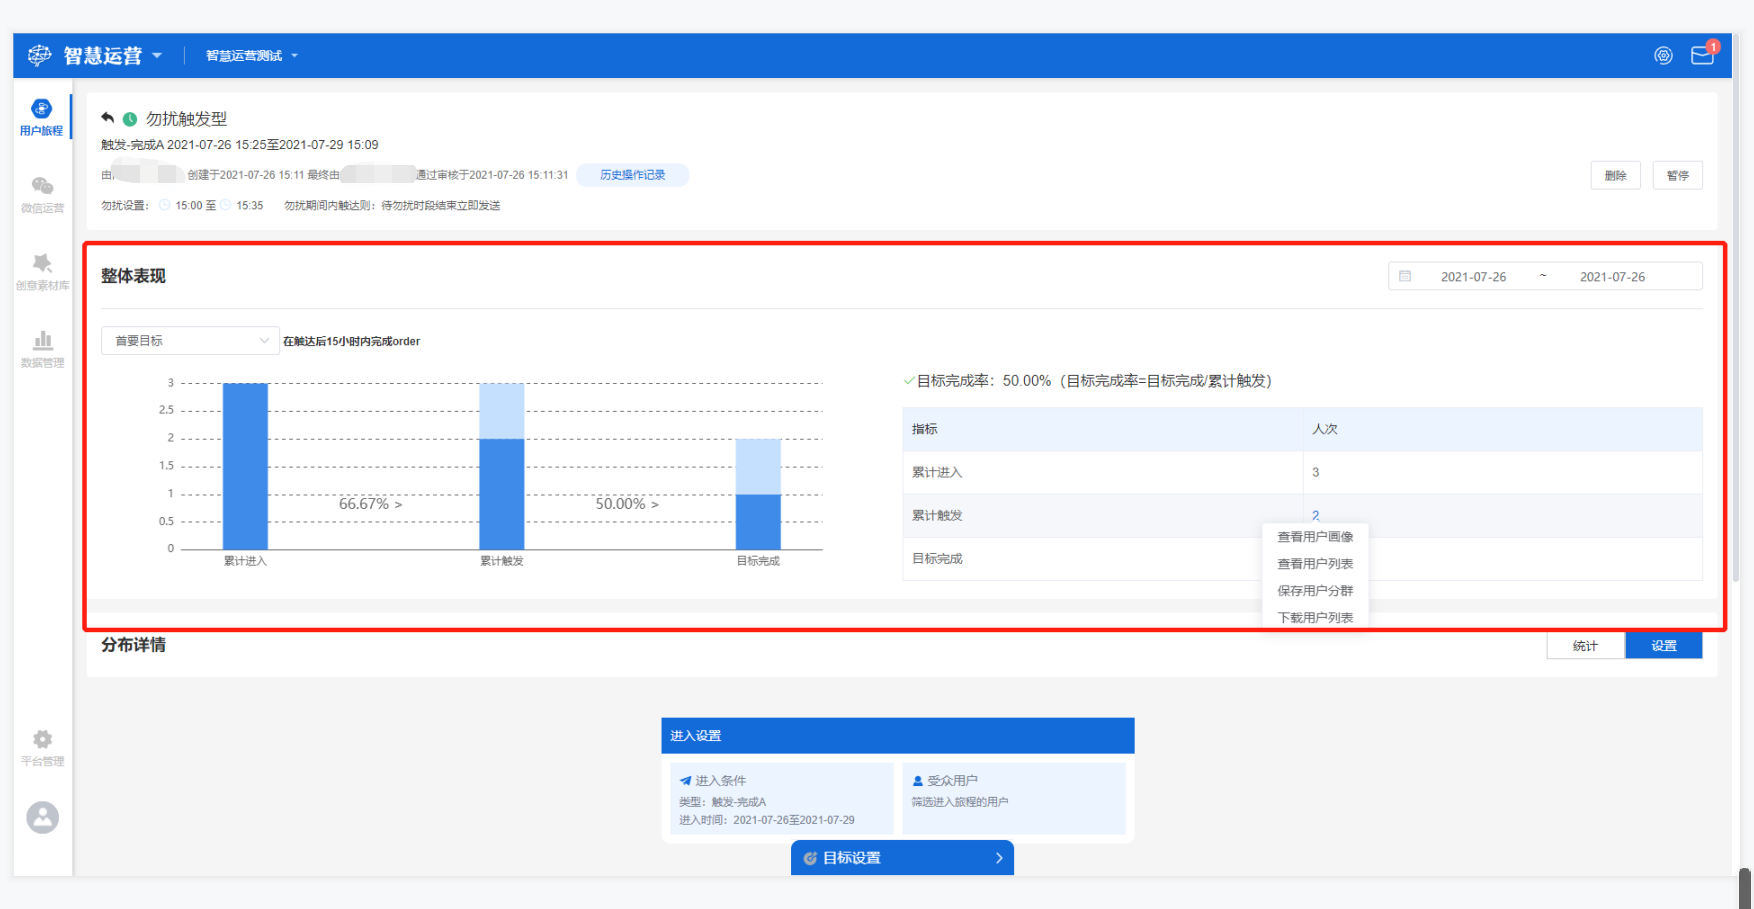 智慧运营
智慧运营测试
1
用户旅程
微信运营
创意素材库
数据管理
平台管理
勿扰触发型
触发-完成A 2021-07-26 15:25至2021-07-29 15:09
由 创建于2021-07-26 15:11 最终由 通过审核于2021-07-26 15:11:31 历史操作记录
删除 暂停
勿扰设置： 15:00 至 15:35 勿扰期间内触达则：待勿扰时段结束立即发送
整体表现
2021-07-26 ~ 2021-07-26
首要目标 在触达后15小时内完成order
3
2.5
2
1.5
1
0.5
0
66.67% >
50.00% >
累计进入 累计触发 目标完成
目标完成率：50.00%（目标完成率=目标完成/累计触发）
指标 人次
累计进入 3
累计触发 2
目标完成
查看用户画像
查看用户列表
保存用户分群
下载用户列表
分布详情
统计 设置
进入设置
进入条件
类型：触发-完成A
进入时间：2021-07-26至2021-07-29
受众用户
筛选进入旅程的用户
目标设置